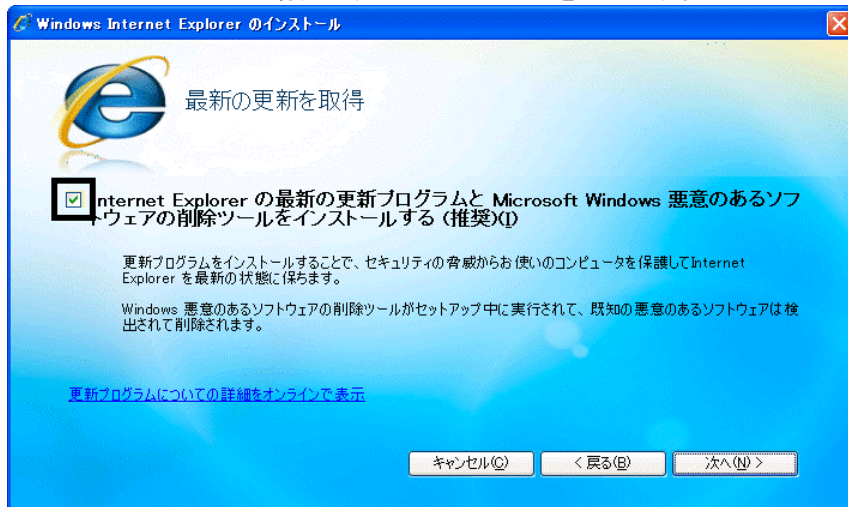 Windows Internet Explorer のインストール
最新の更新を取得
nternet Explorer の最新の更新プログラムと Microsoft Windows 悪意のあるソフ
トウェアの削除ツールをインストールする (推奨)(I)
更新プログラムをインストールすることで、セキュリティの脅威からお使いのコンピュータを保護してInternet
Explorer を最新の状態に保ちます。
Windows 悪意のあるソフトウェアの削除ツールがセットアップ中に実行されて、既知の悪意のあるソフトウェアは検
出されて削除されます。
更新プログラムについての詳細をオンラインで表示
キャンセル(C)
< 戻る(B)
次へ(N) >